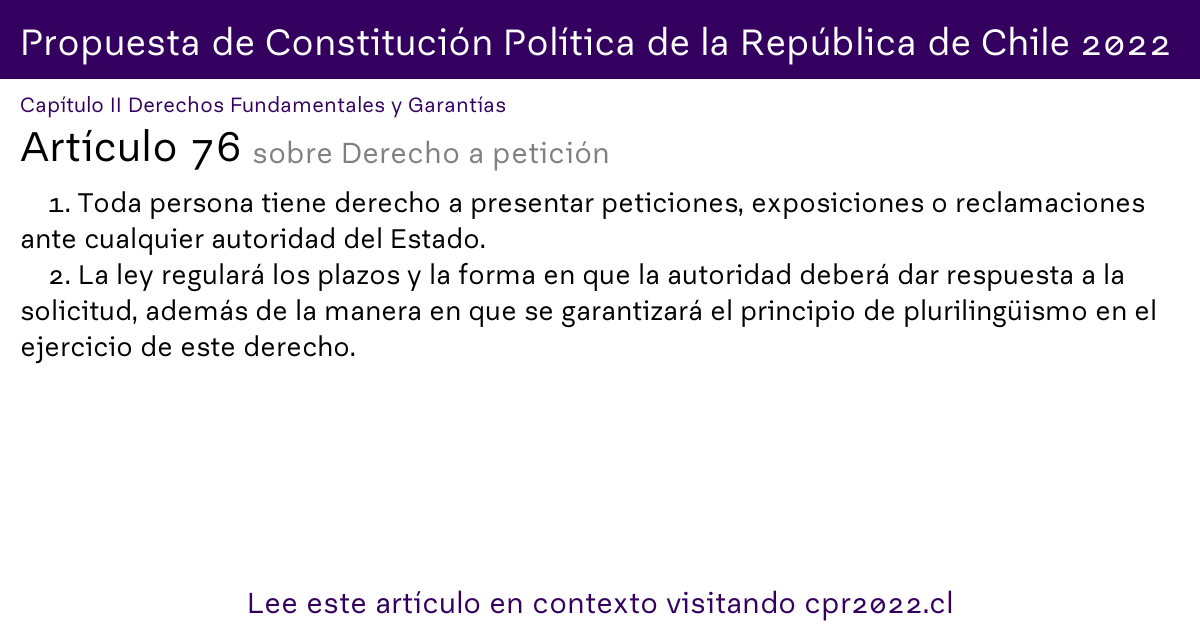 Propuesta de Constitución Política de la República de Chile 2022
Capítulo II Derechos Fundamentales y Garantías
Artículo 76 sobre Derecho a petición
1. Toda persona tiene derecho a presentar peticiones, exposiciones o reclamaciones
ante cualquier autoridad del Estado.
2. La ley regulará los plazos y la forma en que la autoridad deberá dar respuesta a la
solicitud, además de la manera en que se garantizará el principio de plurilingüismo en el
ejercicio de este derecho.
Lee este artículo en contexto visitando cpr2022.cl